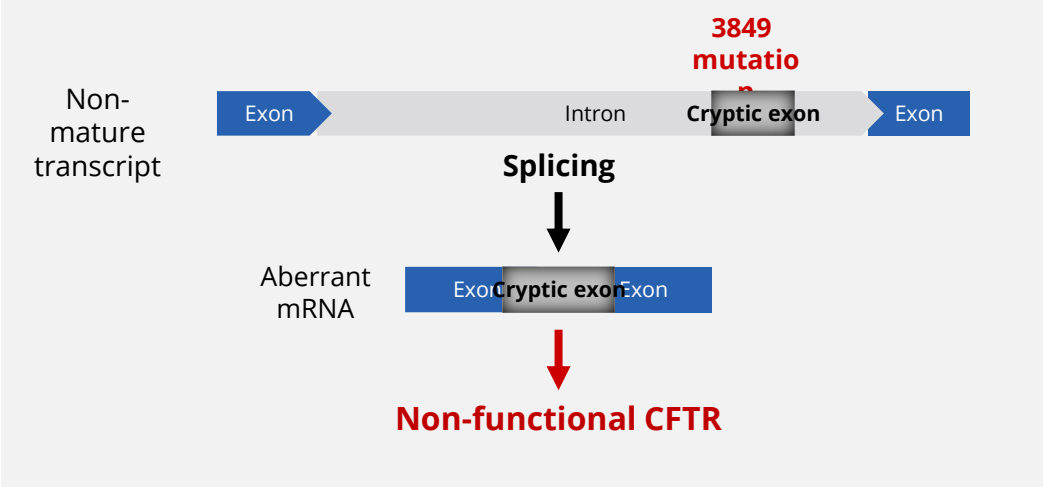 3849
mutatio
n
Non-
mature
transcript
Exon
Intron
Cryptic exon
Exon
Splicing
Aberrant
mRNA
Exon
Cryptic exon
Exon
Non-functional CFTR